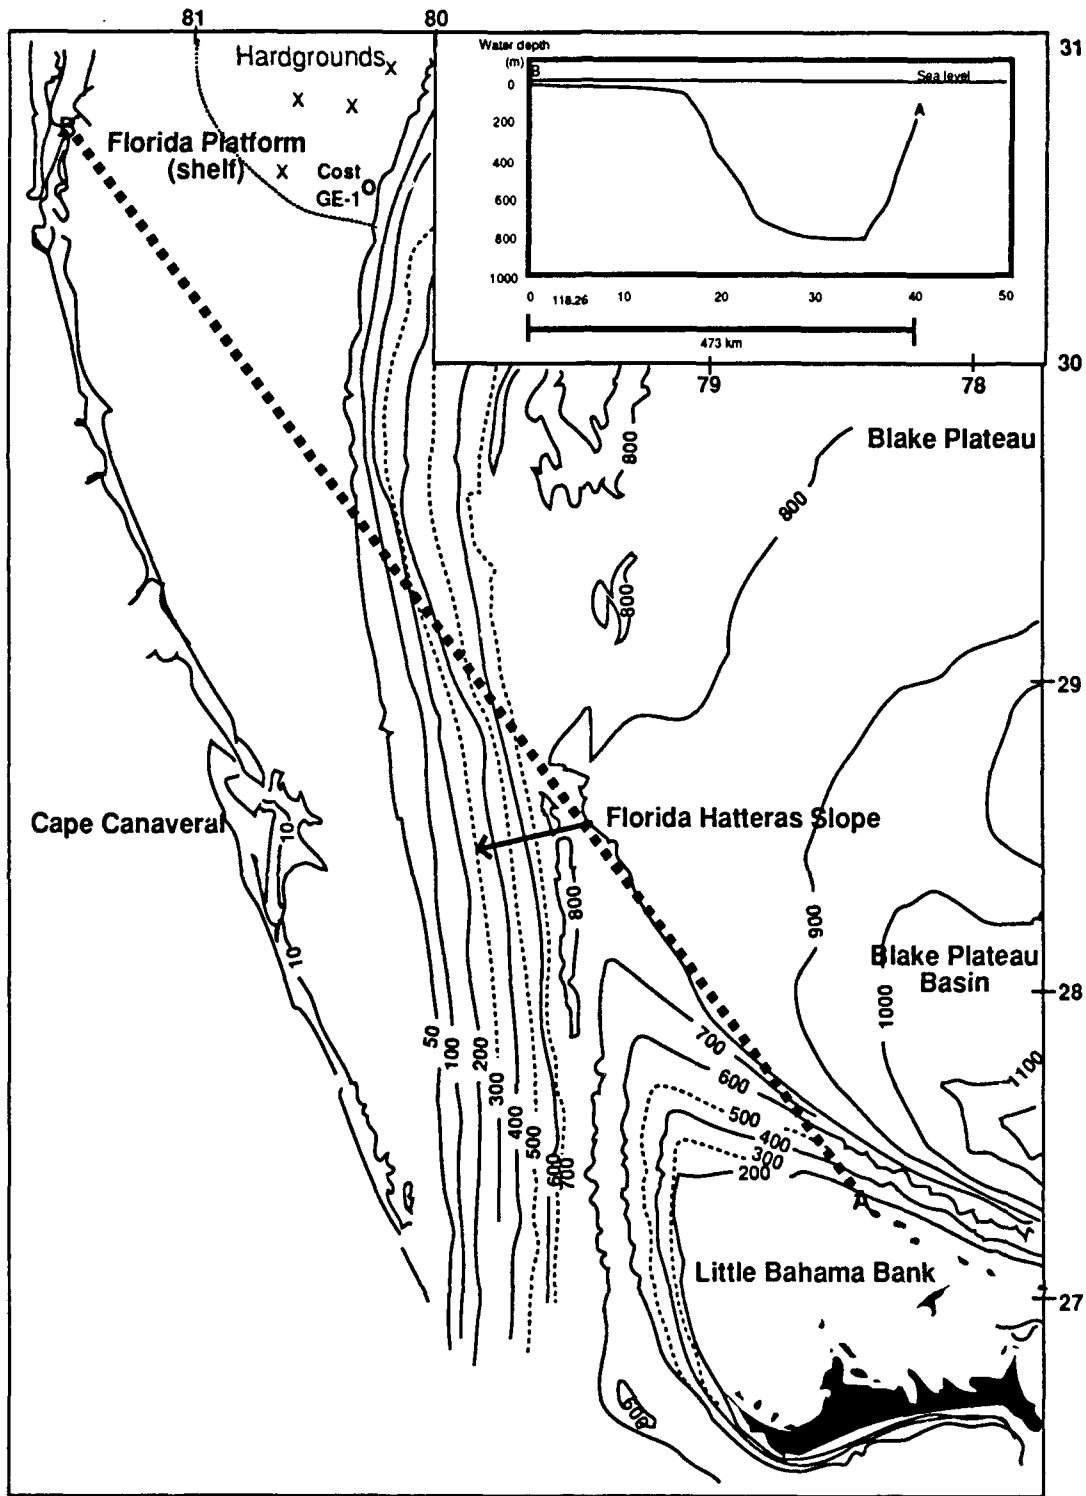 81
80
31
Hardgrounds
X
X
X
Florida Platform
(shelf)
X
Cost
GE-1
O
B
Water depth
(m)
B
Sea level
A
0
200
400
600
800
1000
0
118.26
10
20
30
40
50
473 km
30
79
78
Blake Plateau
800
800
800
29
Cape Canaveral
Florida Hatteras Slope
10
10
800
900
Blake Plateau
Basin
1000
28
1100
50
100
200
300
400
500
600
700
700
600
500
400
300
200
A
Little Bahama Bank
27
600